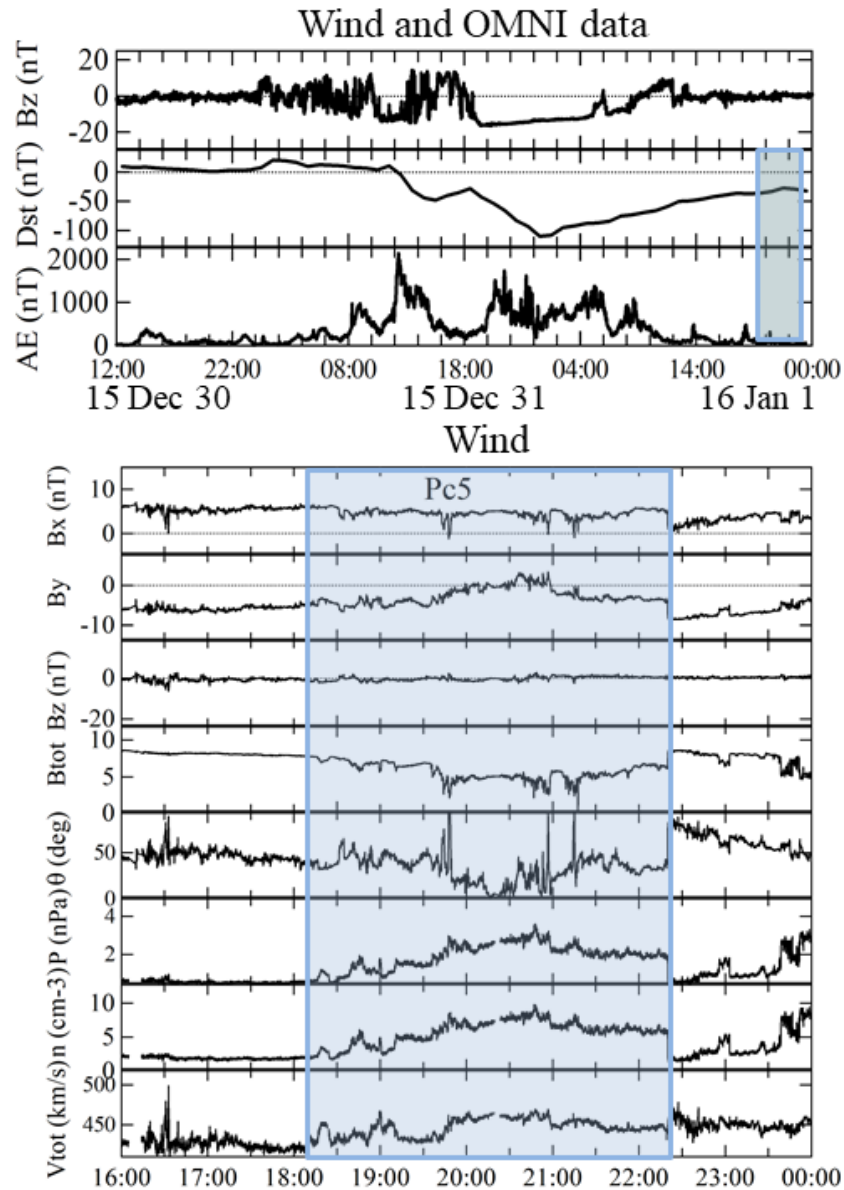 Wind and OMNI data
Bz (nT
20
0
-20
Dst (nT)
0
-50
-100
AE (nT)
2000
1000
0
12:00 22:00 08:00 18:00 04:00 14:00 00:00
15 Dec 30 15 Dec 31 16 Jan 1
Wind
Pc5
Bx (nT)
10
0
By
0
-10
Bz (nT)
0
-20
Btot
10
5
0
θ (deg)
50
0
P (nPa)
4
2
n (cm-3)
10
5
0
Vtot (km/s)
500
450
16:00 17:00 18:00 19:00 20:00 21:00 22:00 23:00 00:00